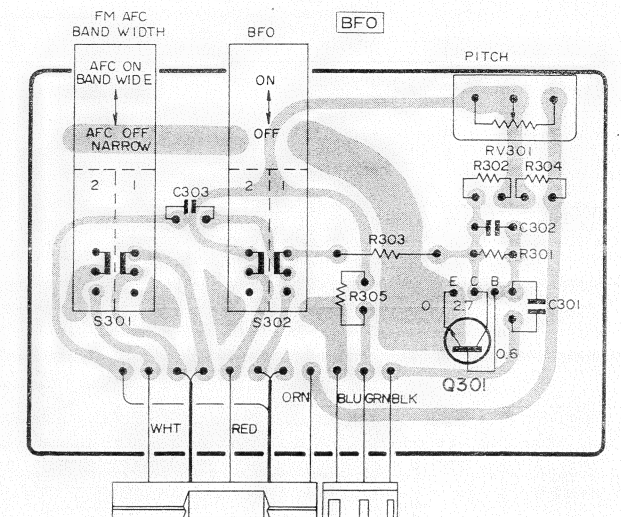 FM AFC
BAND WIDTH
BFO
BFO
PITCH
AFC ON
BAND WIDE
ON
AFC OFF
NARROW
OFF
RV301
R302
R304
2
1
2
1
C303
C302
R303
R301
R305
E
C
B
C301
0
2.7
S301
S302
0.6
Q301
ORN
BLU
GRN
BLK
WHT
RED